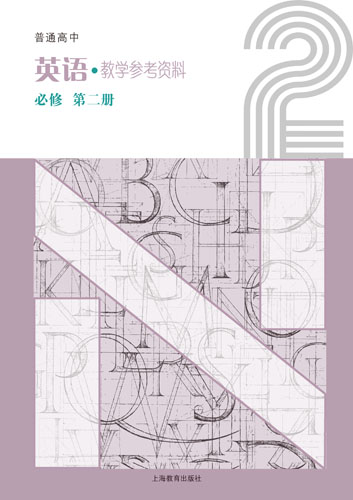 普通高中
英语·教学参考资料
必修 第二册
2
上海教育出版社